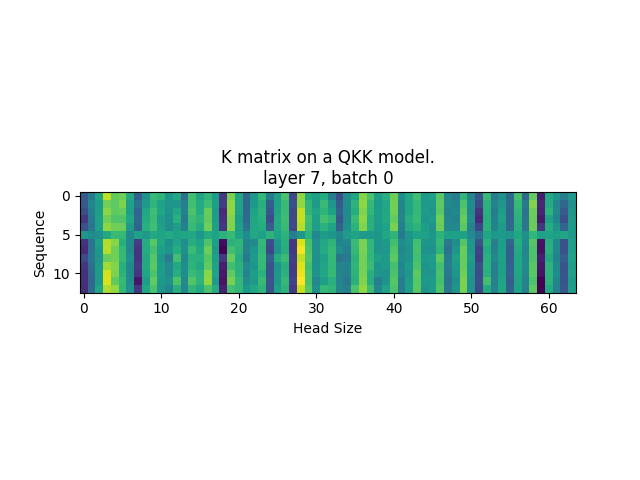 K matrix on a QKK model.
layer 7, batch 0
0
5
10
Sequence
0 10 20 30 40 50 60
Head Size